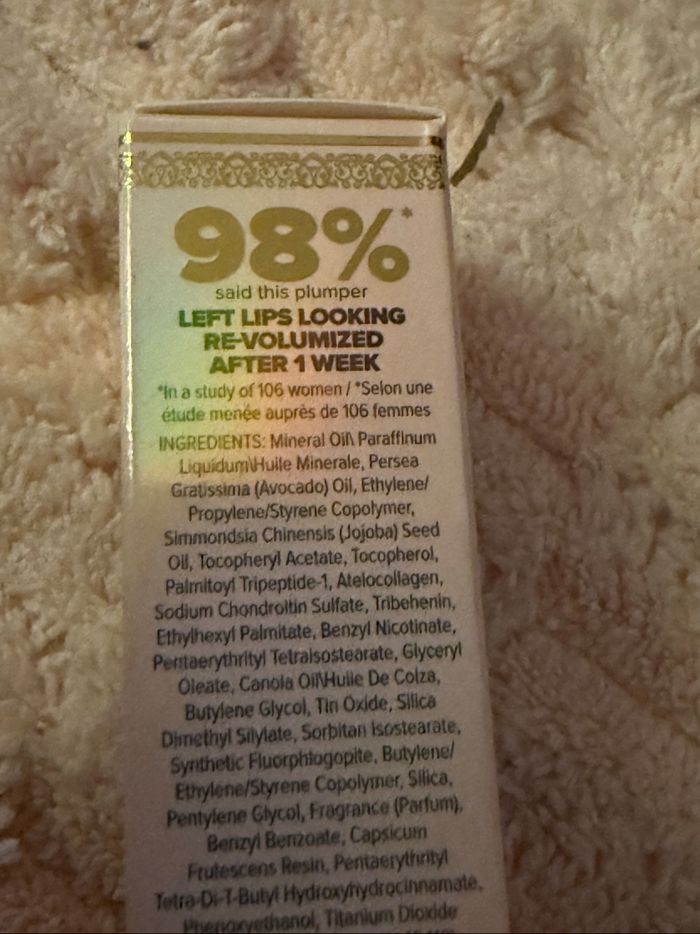 98%*
said this plumper
LEFT LIPS LOOKING
RE-VOLUMIZED
AFTER 1 WEEK
*In a study of 106 women / *Selon une
étude menée auprès de 106 femmes
INGREDIENTS: Mineral Oil\ Paraffinum
Liquidum\Huile Minerale, Persea
Gratissima (Avocado) Oil, Ethylene/
Propylene/Styrene Copolymer,
Simmondsia Chinensis (Jojoba) Seed
Oil, Tocopheryl Acetate, Tocopherol,
Palmitoyl Tripeptide-1, Atelocollagen,
Sodium Chondroitin Sulfate, Tribehenin,
Ethylhexyl Palmitate, Benzyl Nicotinate,
Pentaerythrityl Tetraisostearate, Glyceryl
Oleate, Canola Oil\Huile De Colza,
Butylene Glycol, Tin Oxide, Silica
Dimethyl Silylate, Sorbitan Isostearate,
Synthetic Fluorphlogopite, Butylene/
Ethylene/Styrene Copolymer, Silica,
Pentylene Glycol, Fragrance (Parfum),
Benzyl Benzoate, Capsicum
Frutescens Resin, Pentaerythrityl
Tetra-Di-T-Butyl Hydroxyhydrocinnamate,
Phenoxyethanol, Titanium Dioxide